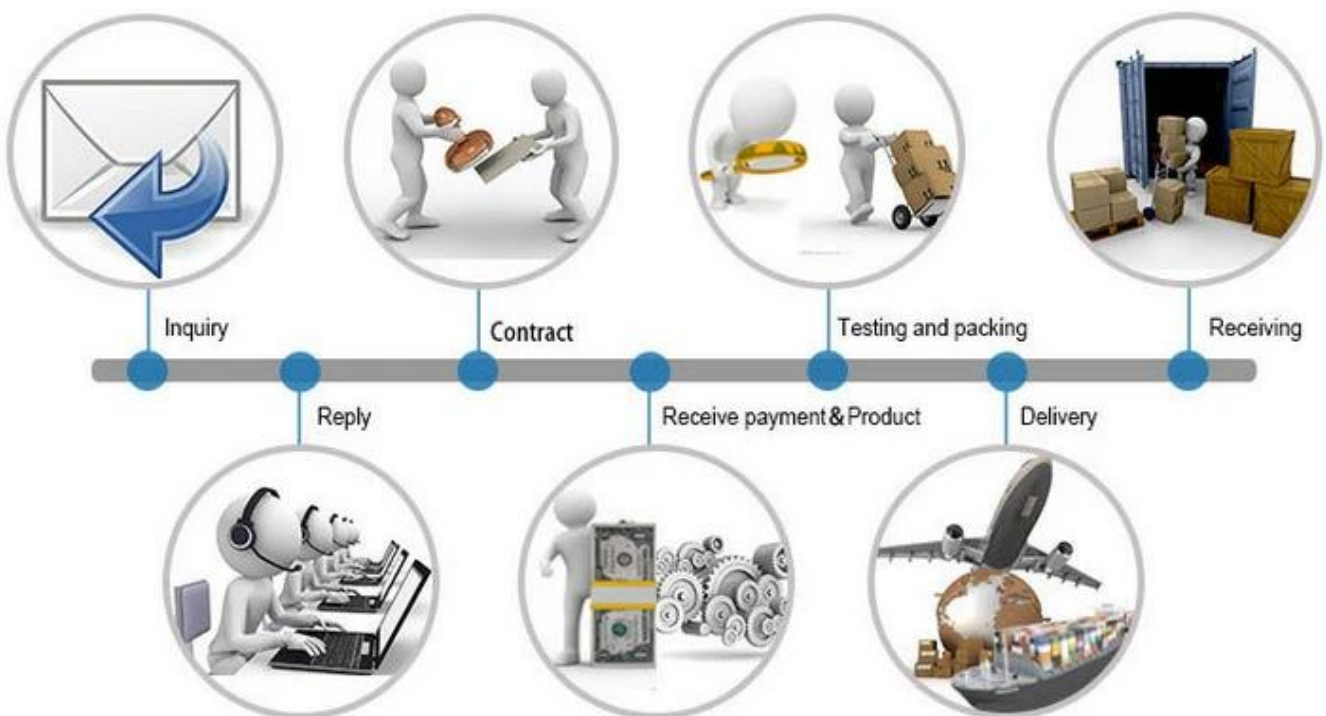 Inquiry
Reply
Contract
Receive payment&Product
Testing and packing
Delivery
Receiving